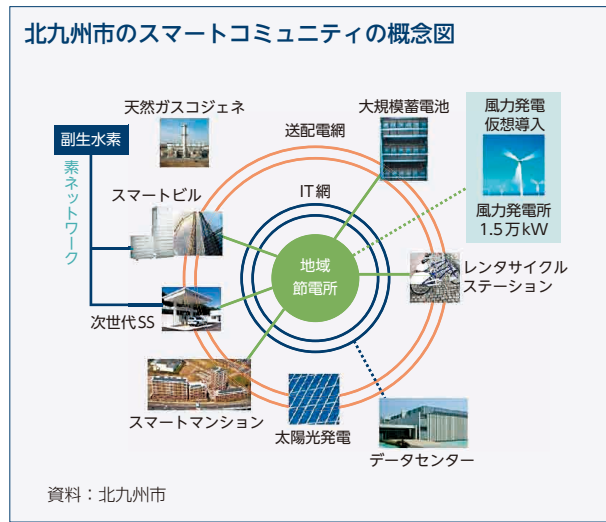 北九州市のスマートコミュニティの概念図
天然ガスコジェネ
大規模蓄電池
風力発電
仮想導入
送配電網
副生水素
素ネットワーク
スマートビル
IT網
風力発電所
1.5万kW
地域
節電所
レンタサイクル
ステーション
次世代SS
スマートマンション
太陽光発電
データセンター
資料：北九州市